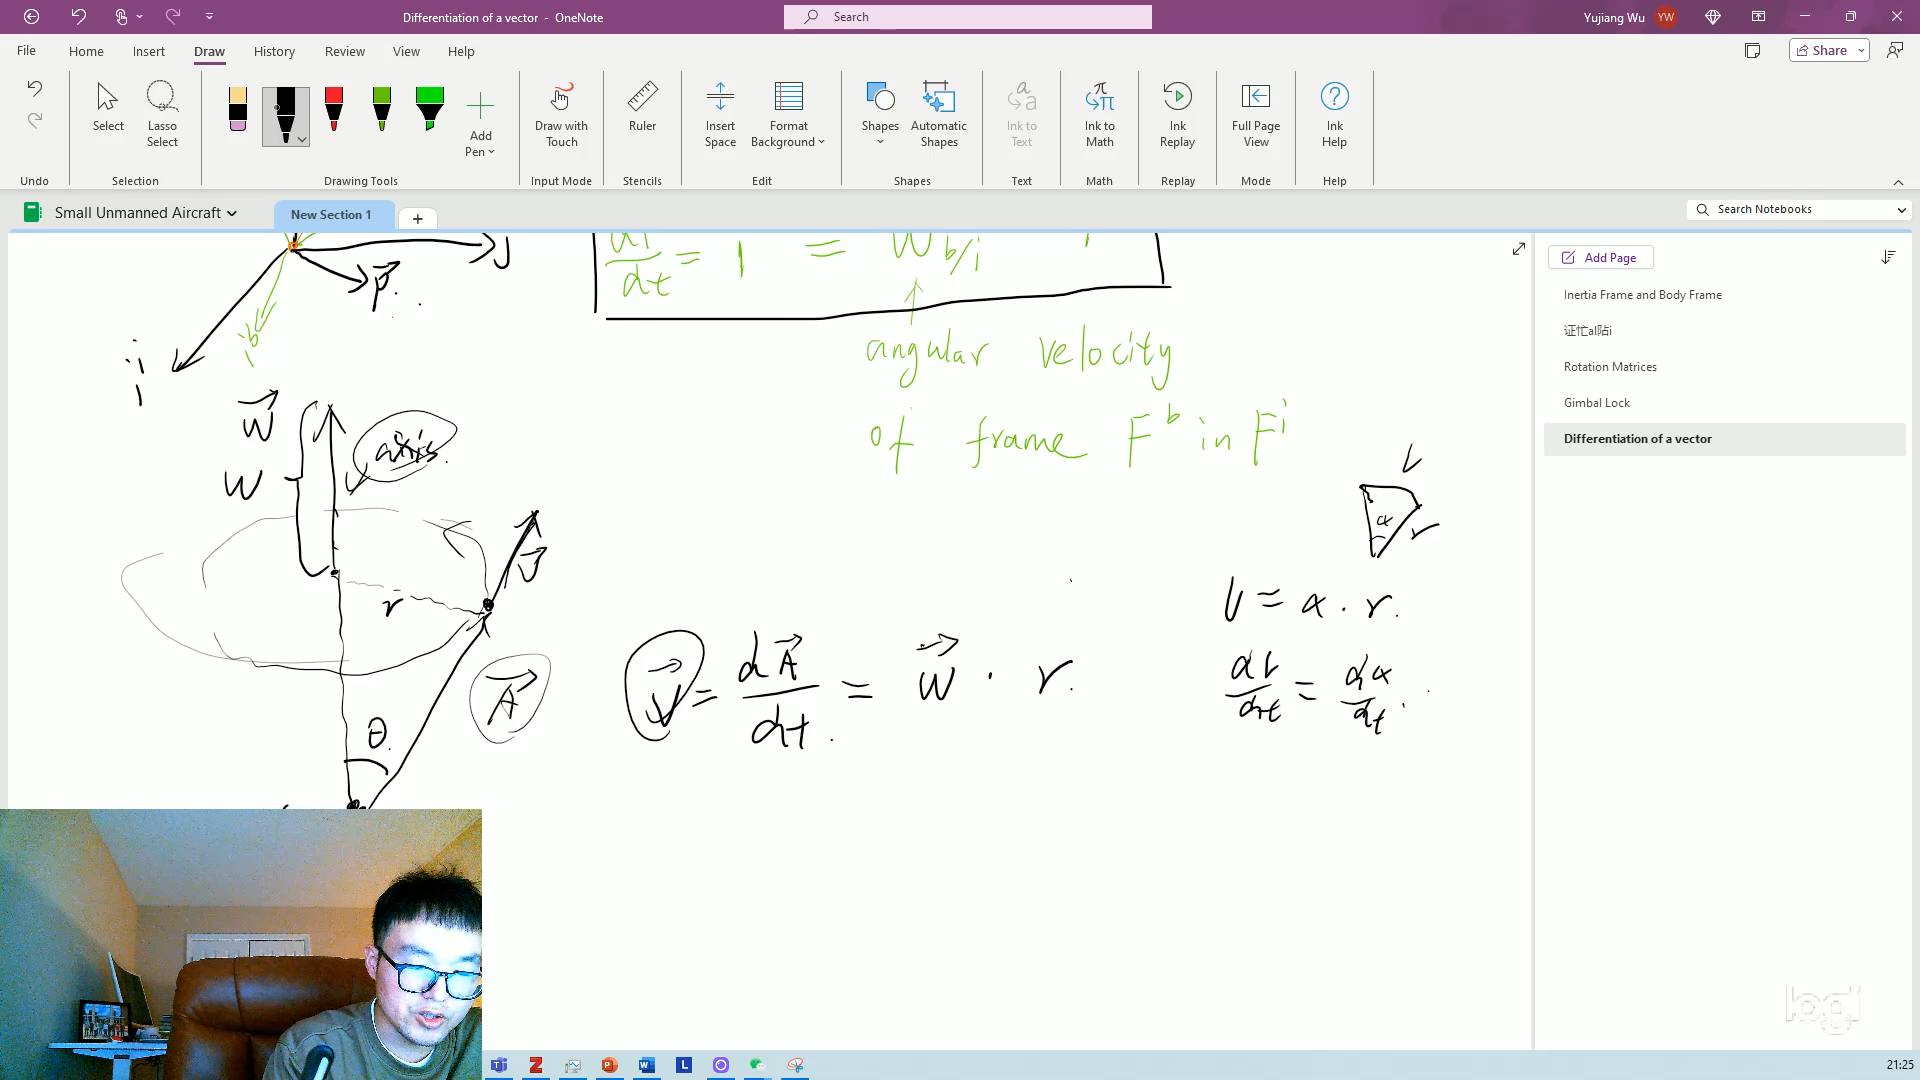 Differentiation of a vector - OneNote
Search
Yujiang Wu YW
File Home Insert Draw History Review View Help
Share
Select
Lasso Select
Add Pen
Draw with Touch
Ruler
Insert Space
Format Background
Shapes
Automatic Shapes
Ink to Text
Ink to Math
Ink Replay
Full Page View
Ink Help
Undo Selection Drawing Tools Input Mode Stencils Edit Shapes Text Math Replay Mode Help
Small Unmanned Aircraft
New Section 1
Search Notebooks
Add Page
Inertia Frame and Body Frame
Rotation Matrices
Gimbal Lock
Differentiation of a vector
j
p⃗
i^b
i^i
dt = = W b/i
angular velocity
of frame F^b in F^i
w⃗
w
axis
v⃗
r
A⃗
θ
v⃗ = dA⃗/dt = w⃗ · r
l
α
r
l = α · r.
dl/dt = dα/dt ·
logi
21:25